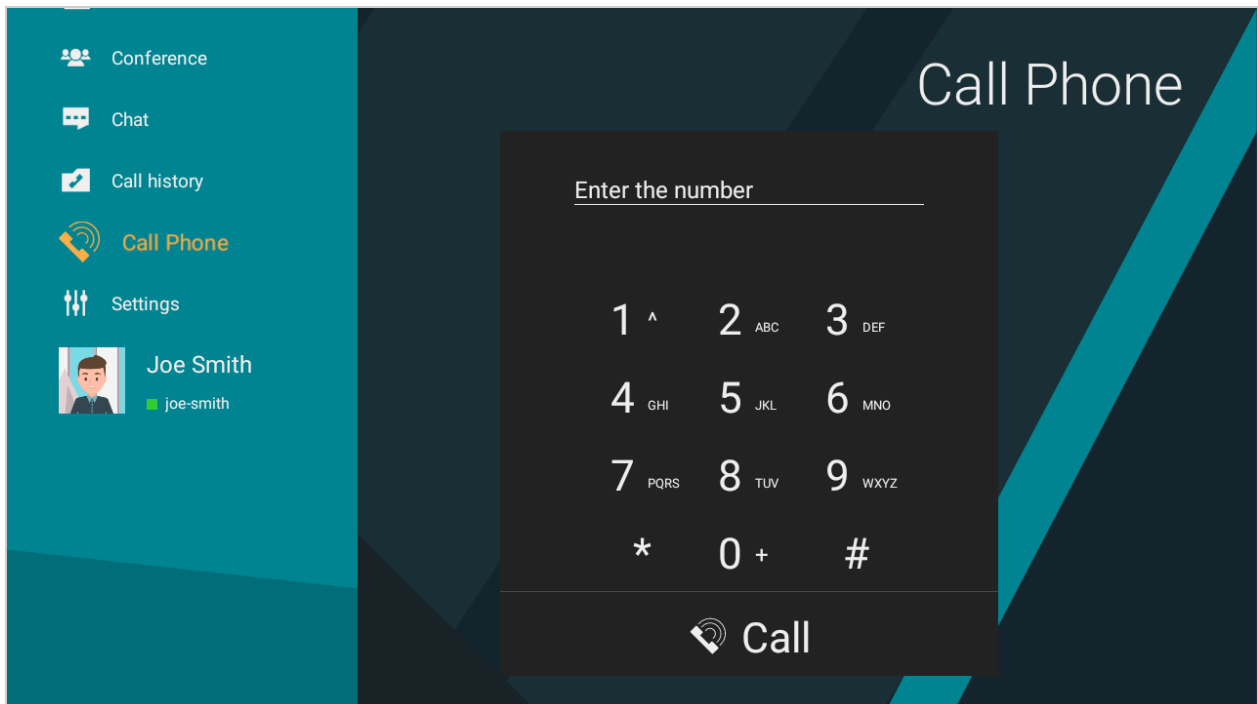 Conference
Chat
Call history
Call Phone
Settings
Joe Smith
joe-smith
Call Phone
Enter the number
1 ^ 2 ABC 3 DEF
4 GHI 5 JKL 6 MNO
7 PQRS 8 TUV 9 WXYZ
* 0 + #
Call